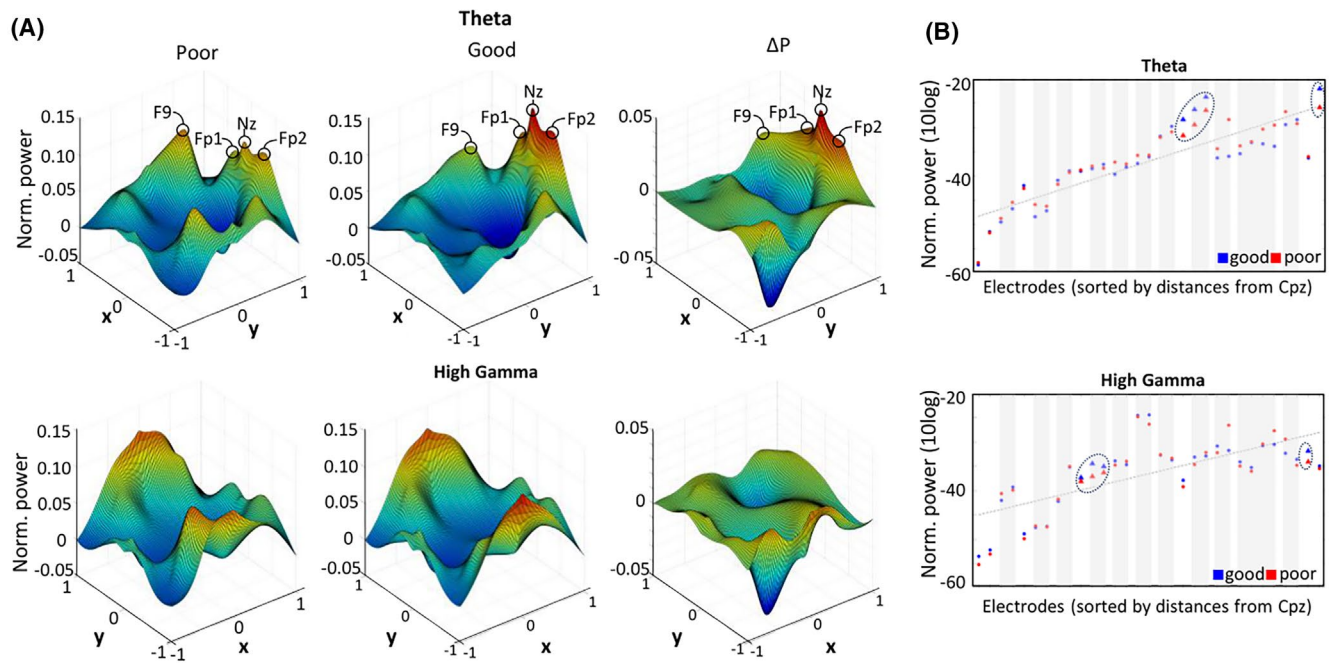 (A)
Theta
(B)
Poor
Good
ΔP
Theta
0.15
0.10
0.05
0
-0.05
Norm. power
F9
Fp1
Nz
Fp2
1
0
-1
x
-1
0
1
y
0.15
0.10
0.05
0
-0.05
F9
Fp1
Nz
Fp2
1
0
-1
x
-1
0
1
y
0.05
0
-0.05
F9
Fp1
Nz
Fp2
1
0
-1
x
-1
0
1
y
-20
-40
-60
Norm. power (10log)
good poor
Electrodes (sorted by distances from Cpz)
High Gamma
High Gamma
0.15
0.10
0.05
0
-0.05
Norm. power
1
0
-1
y
-1
0
1
x
0.15
0.10
0.05
0
-0.05
1
0
-1
y
-1
0
1
x
0.05
0
0.05
1
0
-1
y
-1
0
1
x
-20
-40
-60
Norm. power (10log)
good poor
Electrodes (sorted by distances from Cpz)